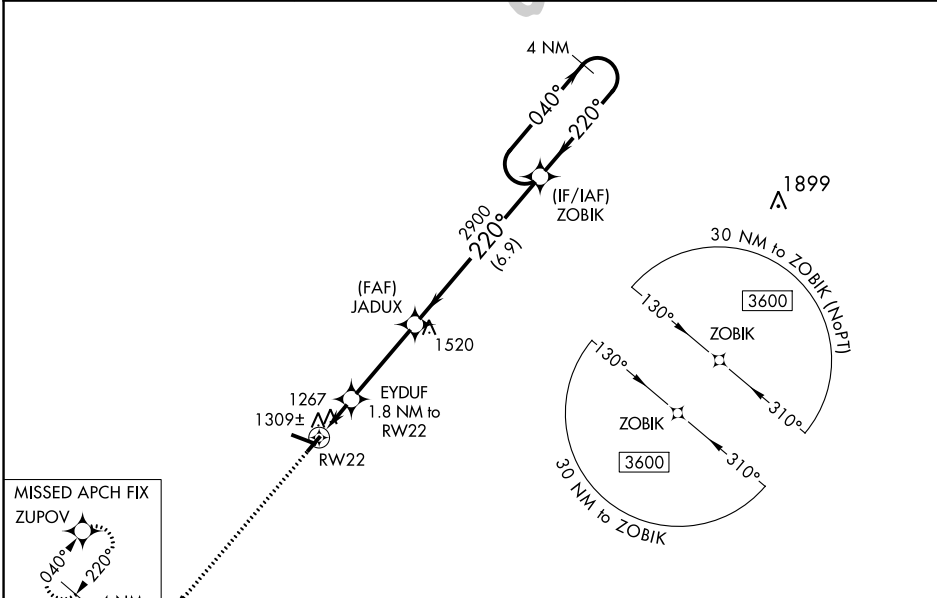 4 NM
040°
220°
(IF/IAF)
ZOBIK
1899
2900
220°
(6.9)
30 NM to ZOBIK (NoPT)
3600
130°
ZOBIK
310°
(FAF)
JADUX
1520
130°
ZOBIK
310°
3600
30 NM to ZOBIK
EYDUF
1.8 NM to
RW22
1267
1309±
RW22
MISSED APCH FIX
ZUPOV
040°
220°